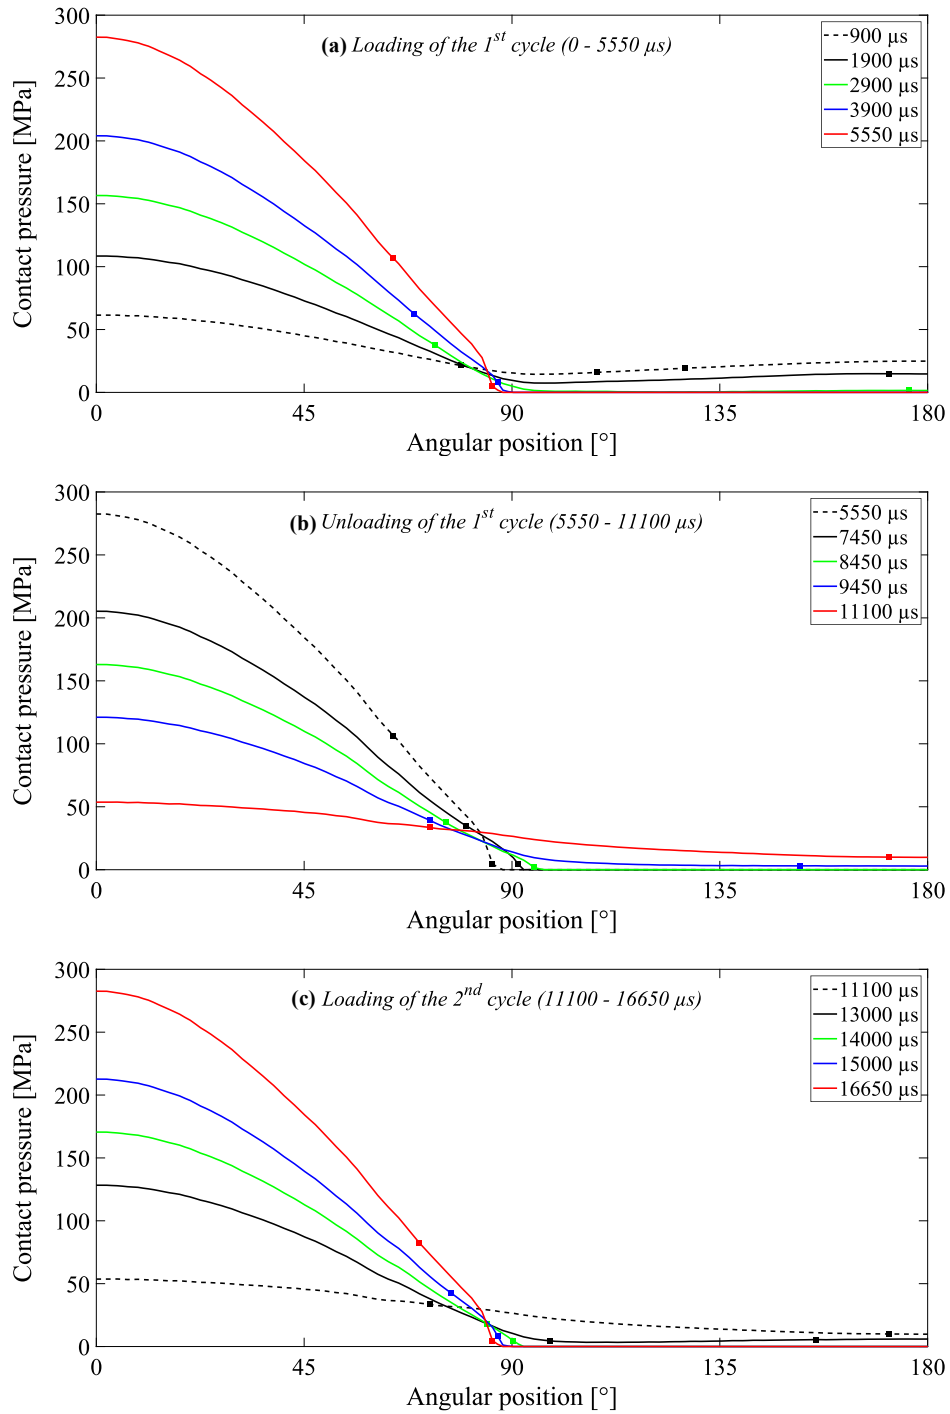 (a) Loading of the 1st cycle (0 - 5550 µs)
900 µs
1900 µs
2900 µs
3900 µs
5550 µs
Contact pressure [MPa]
300
250
200
150
100
50
0
0 45 90 135 180
Angular position [°]
(b) Unloading of the 1st cycle (5550 - 11100 µs)
5550 µs
7450 µs
8450 µs
9450 µs
11100 µs
Contact pressure [MPa]
300
250
200
150
100
50
0
0 45 90 135 180
Angular position [°]
(c) Loading of the 2nd cycle (11100 - 16650 µs)
11100 µs
13000 µs
14000 µs
15000 µs
16650 µs
Contact pressure [MPa]
300
250
200
150
100
50
0
0 45 90 135 180
Angular position [°]